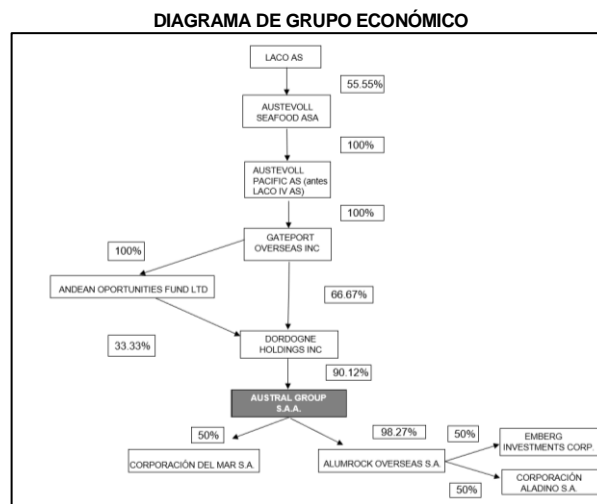 DIAGRAMA DE GRUPO ECONÓMICO
LACO AS
55.55%
AUSTEVOLL
SEAFOOD ASA
100%
AUSTEVOLL
PACIFIC AS (antes
LACO IV AS)
100%
GATEPORT
OVERSEAS INC
100%
ANDEAN OPORTUNITIES FUND LTD
66.67%
33.33%
DORDOGNE
HOLDINGS INC
90.12%
AUSTRAL GROUP
S.A.A.
50%
98.27%
50%
EMBERG
INVESTMENTS CORP.
CORPORACIÓN DEL MAR S.A.
ALUMROCK OVERSEAS S.A.
CORPORACIÓN
ALADINO S.A.
50%